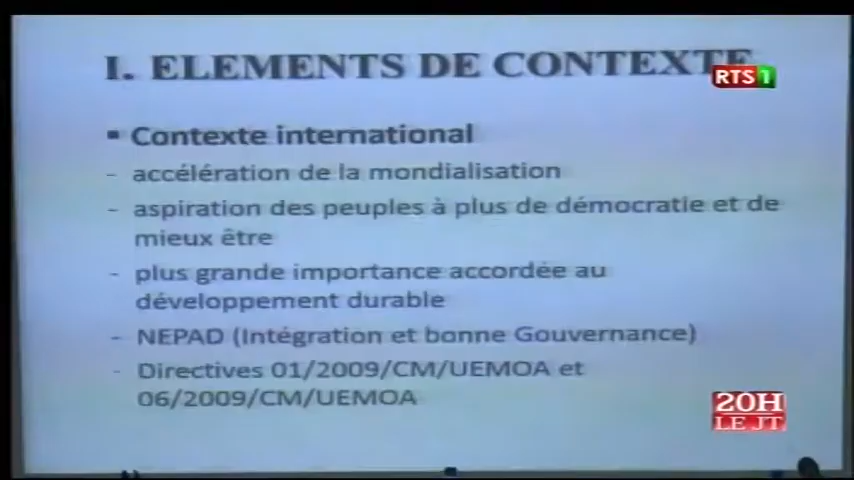 I. ELEMENTS DE CONTEXTE
RTS 1
▪ Contexte international
- accélération de la mondialisation
- aspiration des peuples à plus de démocratie et de
mieux être
- plus grande importance accordée au
développement durable
- NEPAD (Intégration et bonne Gouvernance)
- Directives 01/2009/CM/UEMOA et
06/2009/CM/UEMOA
20H
LE JT